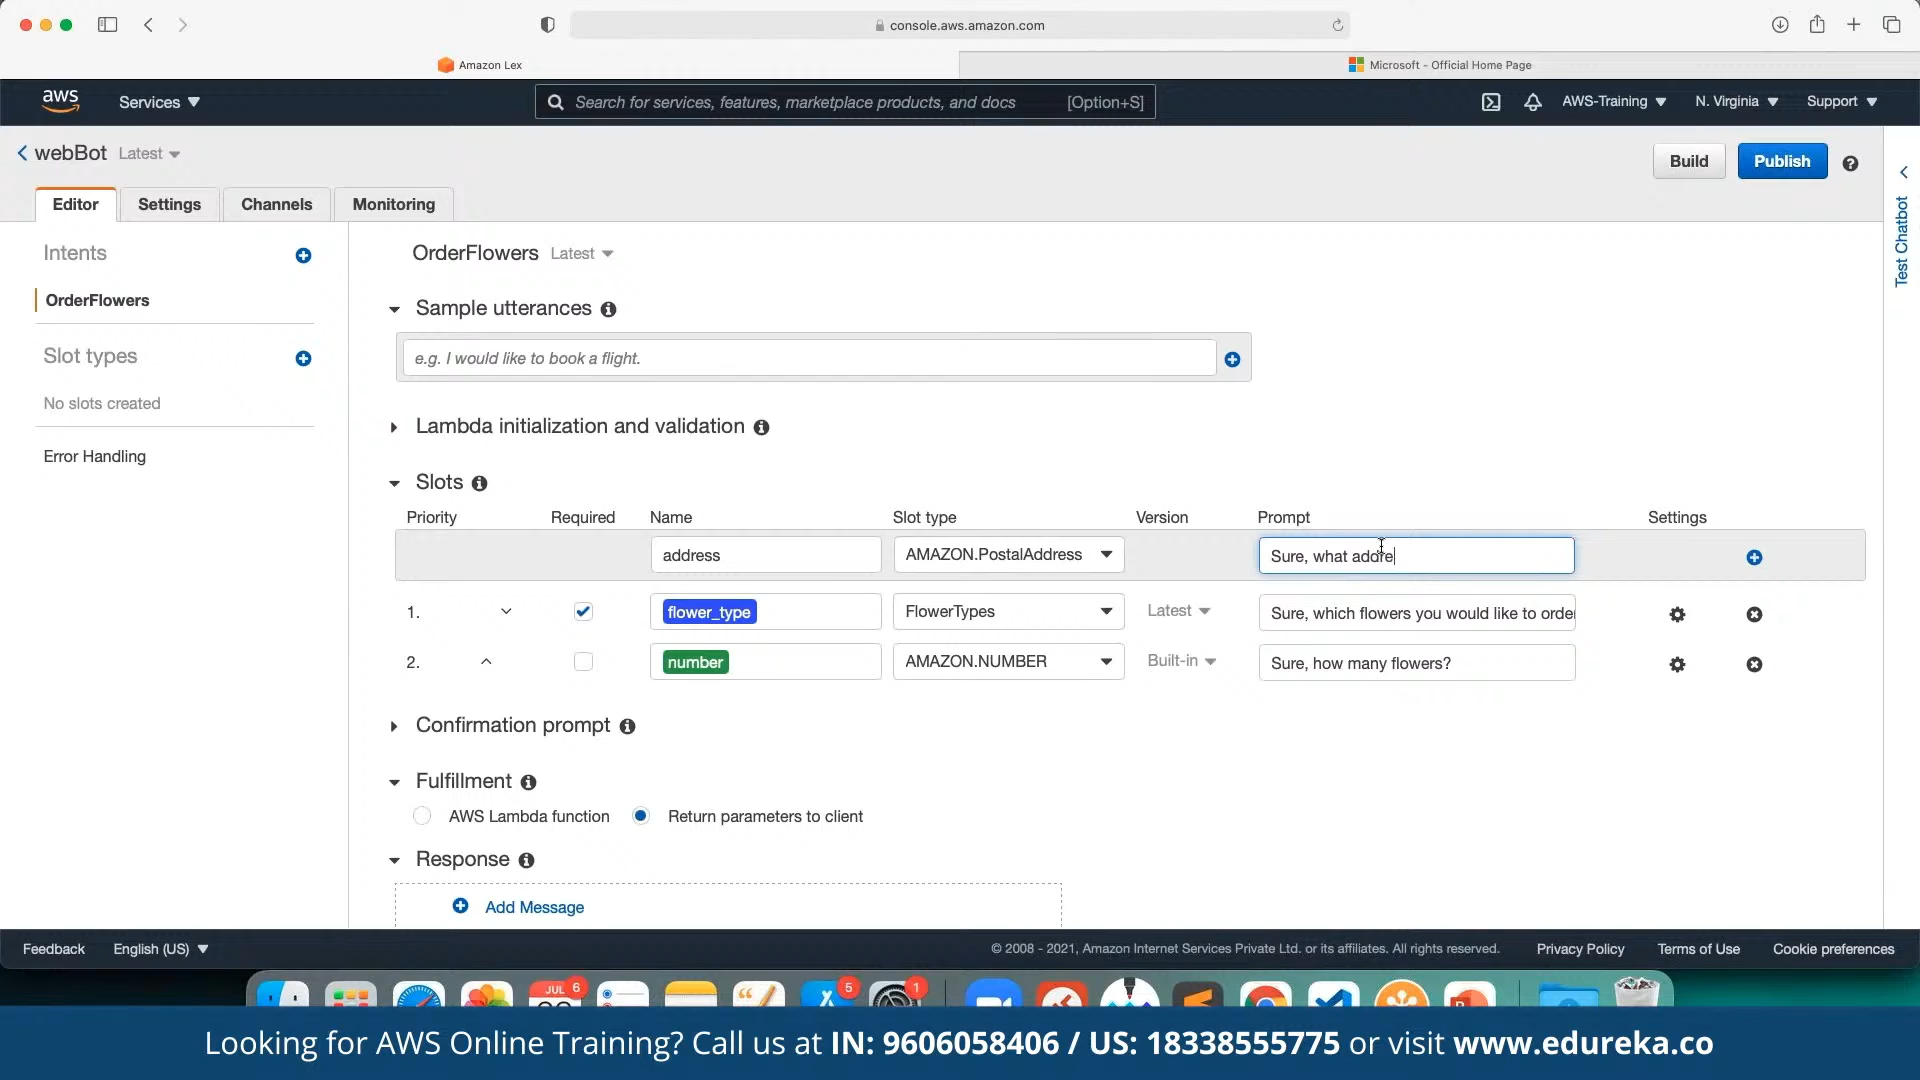 console.aws.amazon.com
Amazon Lex
Microsoft - Official Home Page
aws
Services
Search for services, features, marketplace products, and docs [Option+S]
AWS-Training
N. Virginia
Support
webBot Latest
Build
Publish
Editor
Settings
Channels
Monitoring
Test Chatbot
Intents
OrderFlowers
Slot types
No slots created
Error Handling
OrderFlowers Latest
Sample utterances
e.g. I would like to book a flight.
Lambda initialization and validation
Slots
Priority Required Name Slot type Version Prompt Settings
address AMAZON.PostalAddress Sure, what addre
1. flower_type FlowerTypes Latest Sure, which flowers you would like to order
2. number AMAZON.NUMBER Built-in Sure, how many flowers?
Confirmation prompt
Fulfillment
AWS Lambda function Return parameters to client
Response
Add Message
Feedback English (US) © 2008 - 2021, Amazon Internet Services Private Ltd. or its affiliates. All rights reserved. Privacy Policy Terms of Use Cookie preferences
JUL 6 5 1
Looking for AWS Online Training? Call us at IN: 9606058406 / US: 18338555775 or visit www.edureka.co